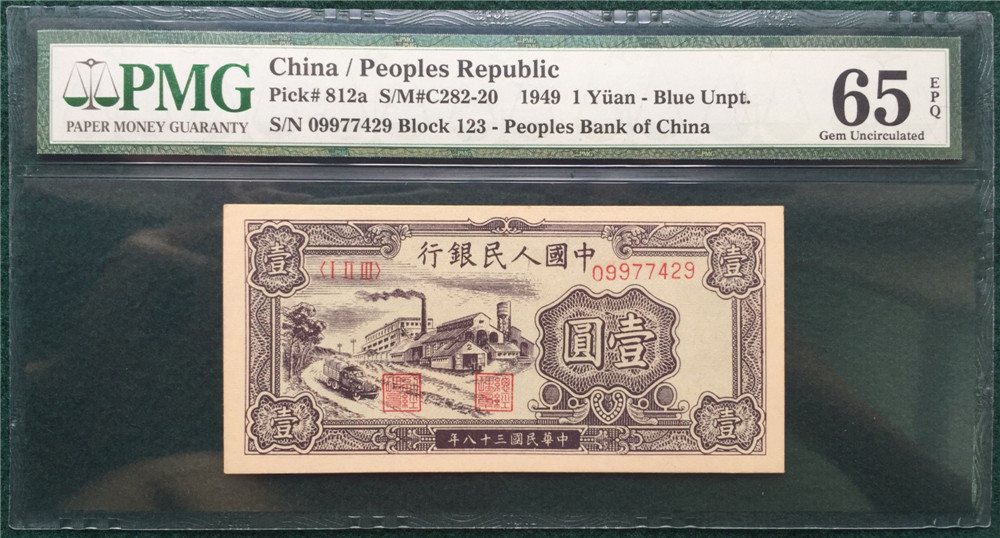 PMG
PAPER MONEY GUARANTY
China / Peoples Republic
Pick# 812a S/M#C282-20 1949 1 Yüan - Blue Unpt.
S/N 09977429 Block 123 - Peoples Bank of China
65
EPQ
Gem Uncirculated
行銀民人國中
〈I II III〉
09977429
壹
壹
圓壹
壹
壹
年八十三國民華中